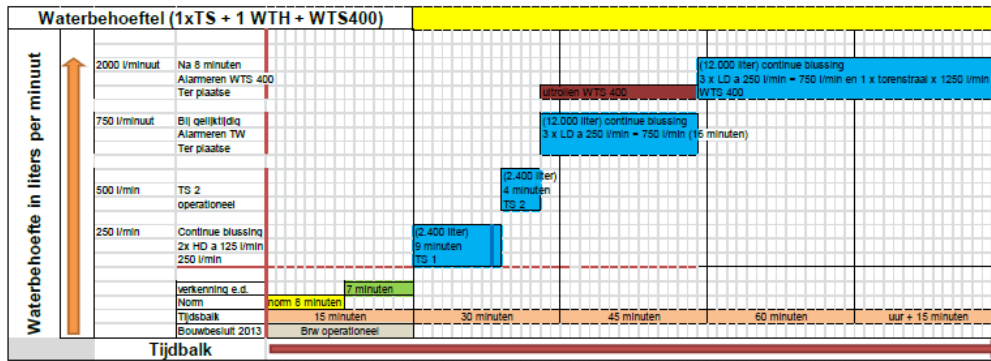 Waterbehoeftel (1xTS + 1 WTH + WTS400)
Waterbehoefte in liters per minuut
2000 l/minuut Na 8 minuten
Alarmeren WTS 400
Ter plaatse
(12.000 liter) continue blussing
3 x LD a 250 l/min = 750 l/min en 1 x torenstraal x 1250 l/min
WTS 400
uitrollen WTS 400
750 l/minuut Bij gelijktijdig
Alarmeren TW
Ter plaatse
(12.000 liter) continue blussing
3 x LD a 250 l/min = 750 l/min (16 minuten)
500 l/min TS 2
operationeel
(2.400 liter)
4 minuten
TS 2
250 l/min Continue blussing
2x HD a 125 l/min
250 l/min
(2.400 liter)
9 minuten
TS 1
verkenning e.d. 7 minuten
Norm norm 8 minuten
Tijdsbalk 15 minuten 30 minuten 45 minuten 60 minuten uur + 15 minuten
Bouwbesluit 2013 Brw operationeel
Tijdbalk